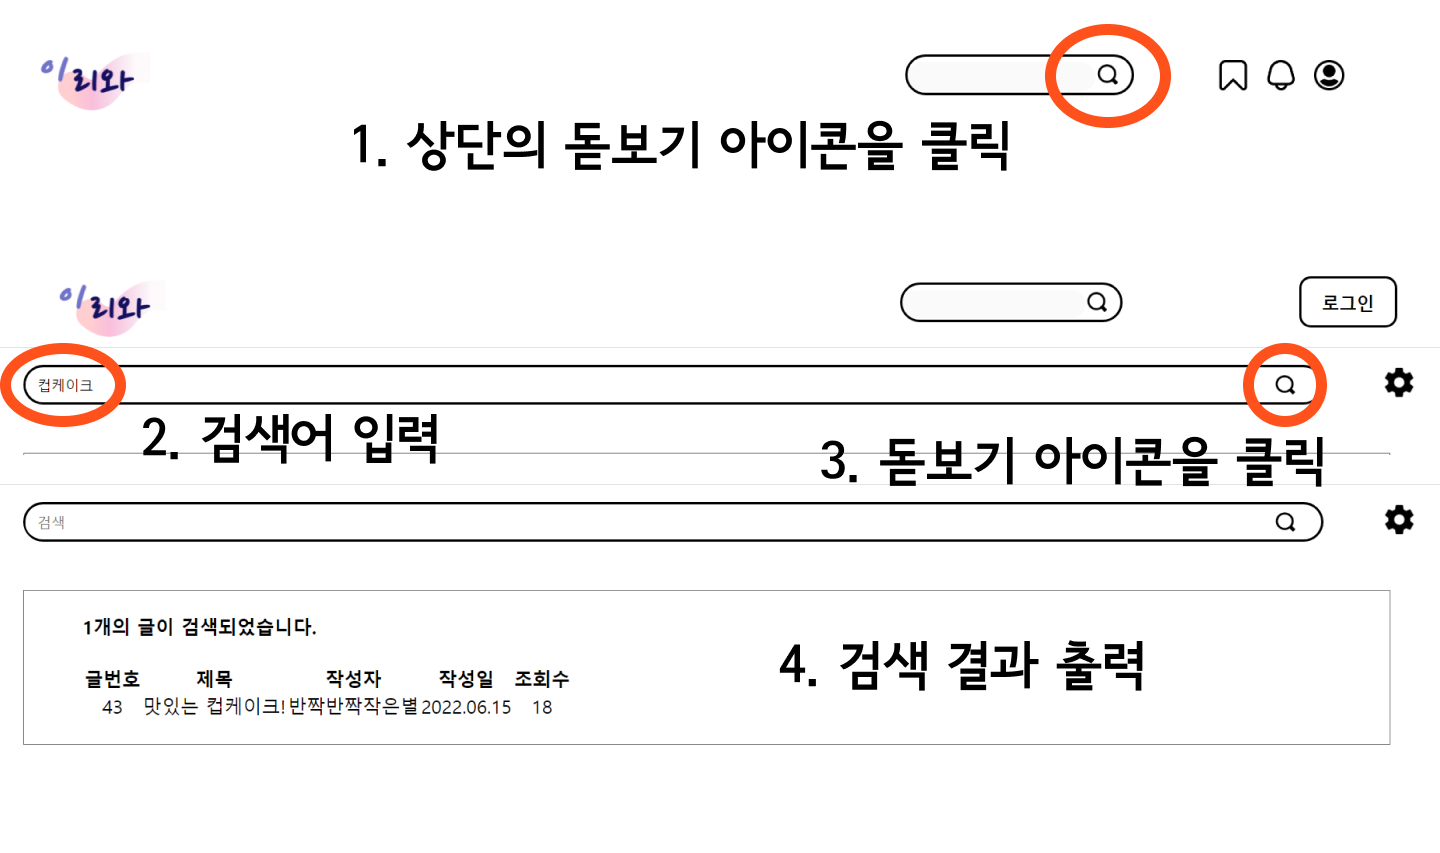 이리와
1. 상단의 돋보기 아이콘을 클릭
이리와
로그인
컵케이크
2. 검색어 입력
3. 돋보기 아이콘을 클릭
검색
1개의 글이 검색되었습니다.
4. 검색 결과 출력
글번호 제목 작성자 작성일 조회수
43 맛있는 컵케이크! 반짝반짝작은별 2022.06.15 18